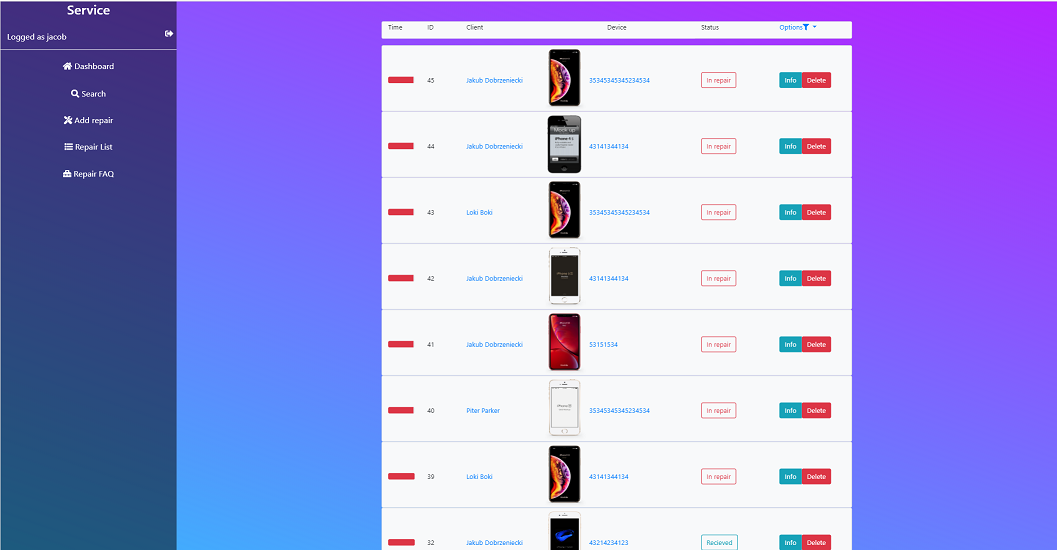 Service
Logged as jacob
Dashboard
Search
Add repair
Repair List
Repair FAQ
Time ID Client Device Status Options
45 Jakub Dobrzeniecki 35345345345234534 In repair Info Delete
Mock up
iPhone 4
44 Jakub Dobrzeniecki 43141344134 In repair Info Delete
43 Loki Boki 35345345345234534 In repair Info Delete
42 Jakub Dobrzeniecki 43141344134 In repair Info Delete
41 Jakub Dobrzeniecki 53151534 In repair Info Delete
40 Piter Parker 35345345345234534 In repair Info Delete
39 Loki Boki 43141344134 In repair Info Delete
32 Jakub Dobrzeniecki 43214234123 Recieved Info Delete